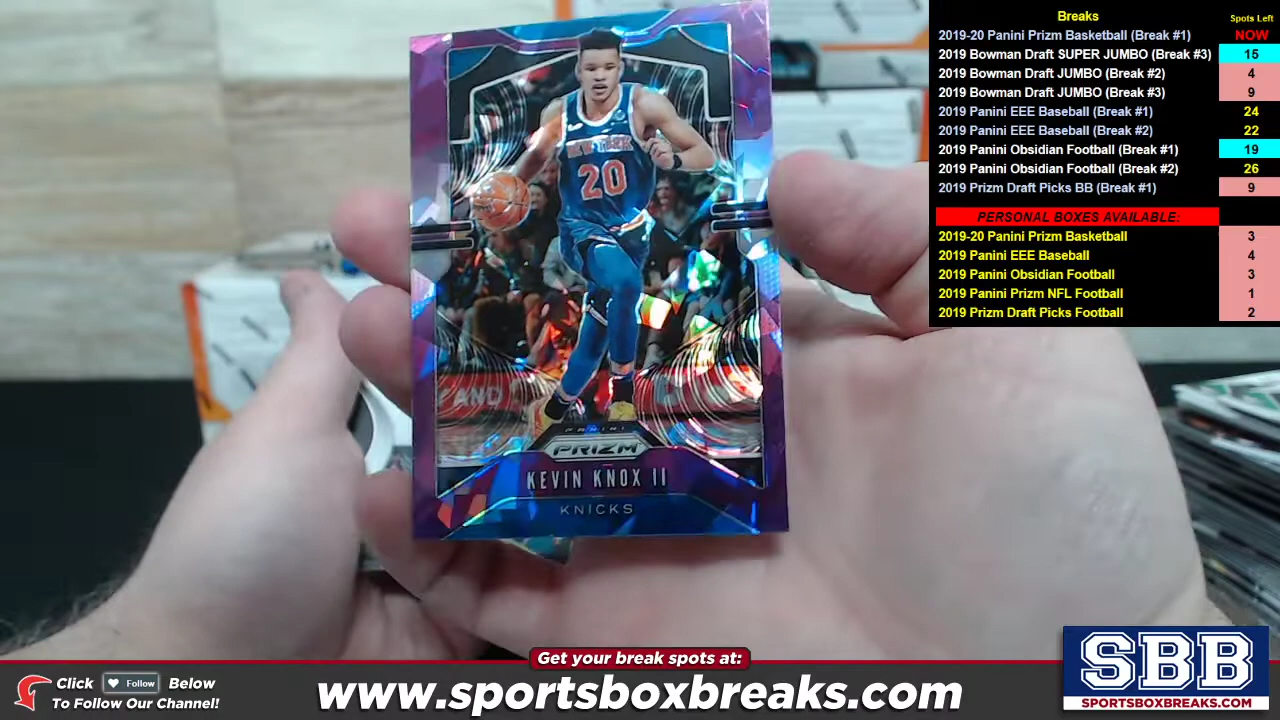 NEW YORK
20
AND
PANINI
PRIZM
KEVIN KNOX II
KNICKS
Breaks Spots Left
2019-20 Panini Prizm Basketball (Break #1) NOW
2019 Bowman Draft SUPER JUMBO (Break #3) 15
2019 Bowman Draft JUMBO (Break #2) 4
2019 Bowman Draft JUMBO (Break #3) 9
2019 Panini EEE Baseball (Break #1) 24
2019 Panini EEE Baseball (Break #2) 22
2019 Panini Obsidian Football (Break #1) 19
2019 Panini Obsidian Football (Break #2) 26
2019 Prizm Draft Picks BB (Break #1) 9
PERSONAL BOXES AVAILABLE:
2019-20 Panini Prizm Basketball 3
2019 Panini EEE Baseball 4
2019 Panini Obsidian Football 3
2019 Panini Prizm NFL Football 1
2019 Prizm Draft Picks Football 2
Get your break spots at:
Click Follow Below
To Follow Our Channel!
www.sportsboxbreaks.com
SBB
SPORTSBOXBREAKS.COM